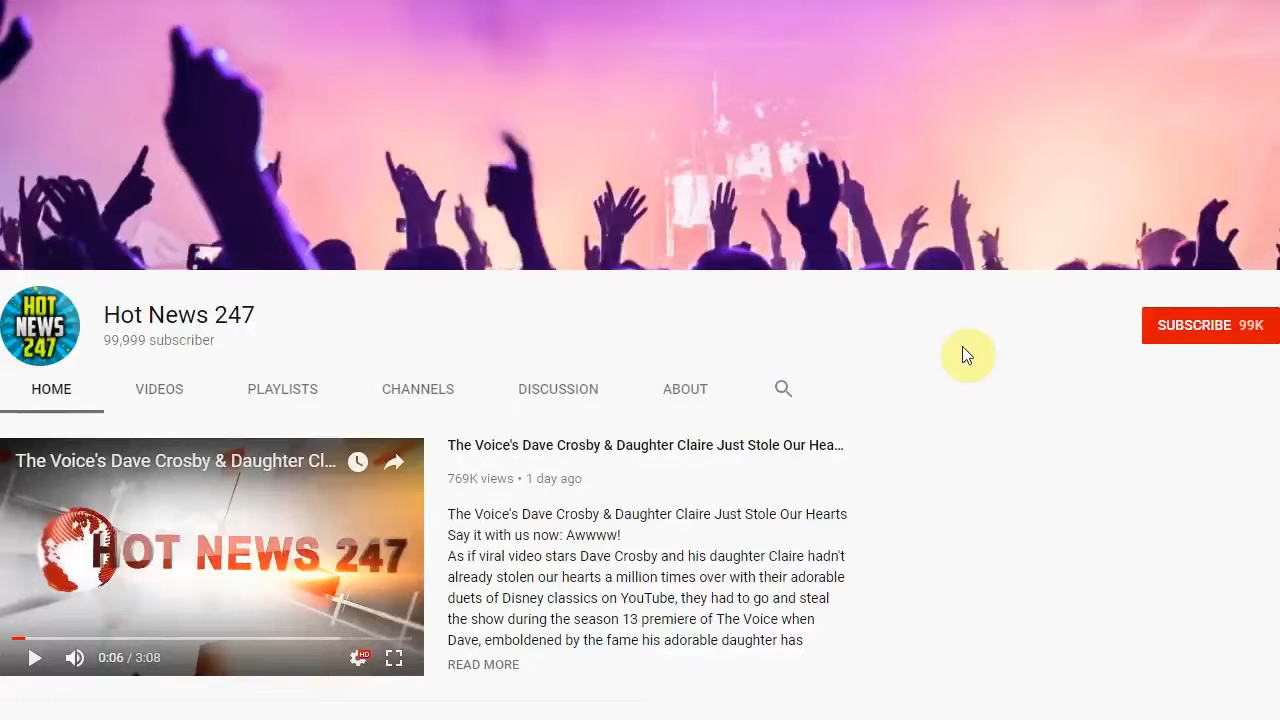 HOT
NEWS
247
Hot News 247
99,999 subscriber
SUBSCRIBE 99K
HOME
VIDEOS
PLAYLISTS
CHANNELS
DISCUSSION
ABOUT
The Voice's Dave Crosby & Daughter Cl...
HOT NEWS 247
HD
0:06 / 3:08
The Voice's Dave Crosby & Daughter Claire Just Stole Our Hea...
769K views • 1 day ago
The Voice's Dave Crosby & Daughter Claire Just Stole Our Hearts
Say it with us now: Awwww!
As if viral video stars Dave Crosby and his daughter Claire hadn't
already stolen our hearts a million times over with their adorable
duets of Disney classics on YouTube, they had to go and steal
the show during the season 13 premiere of The Voice when
Dave, emboldened by the fame his adorable daughter has
READ MORE